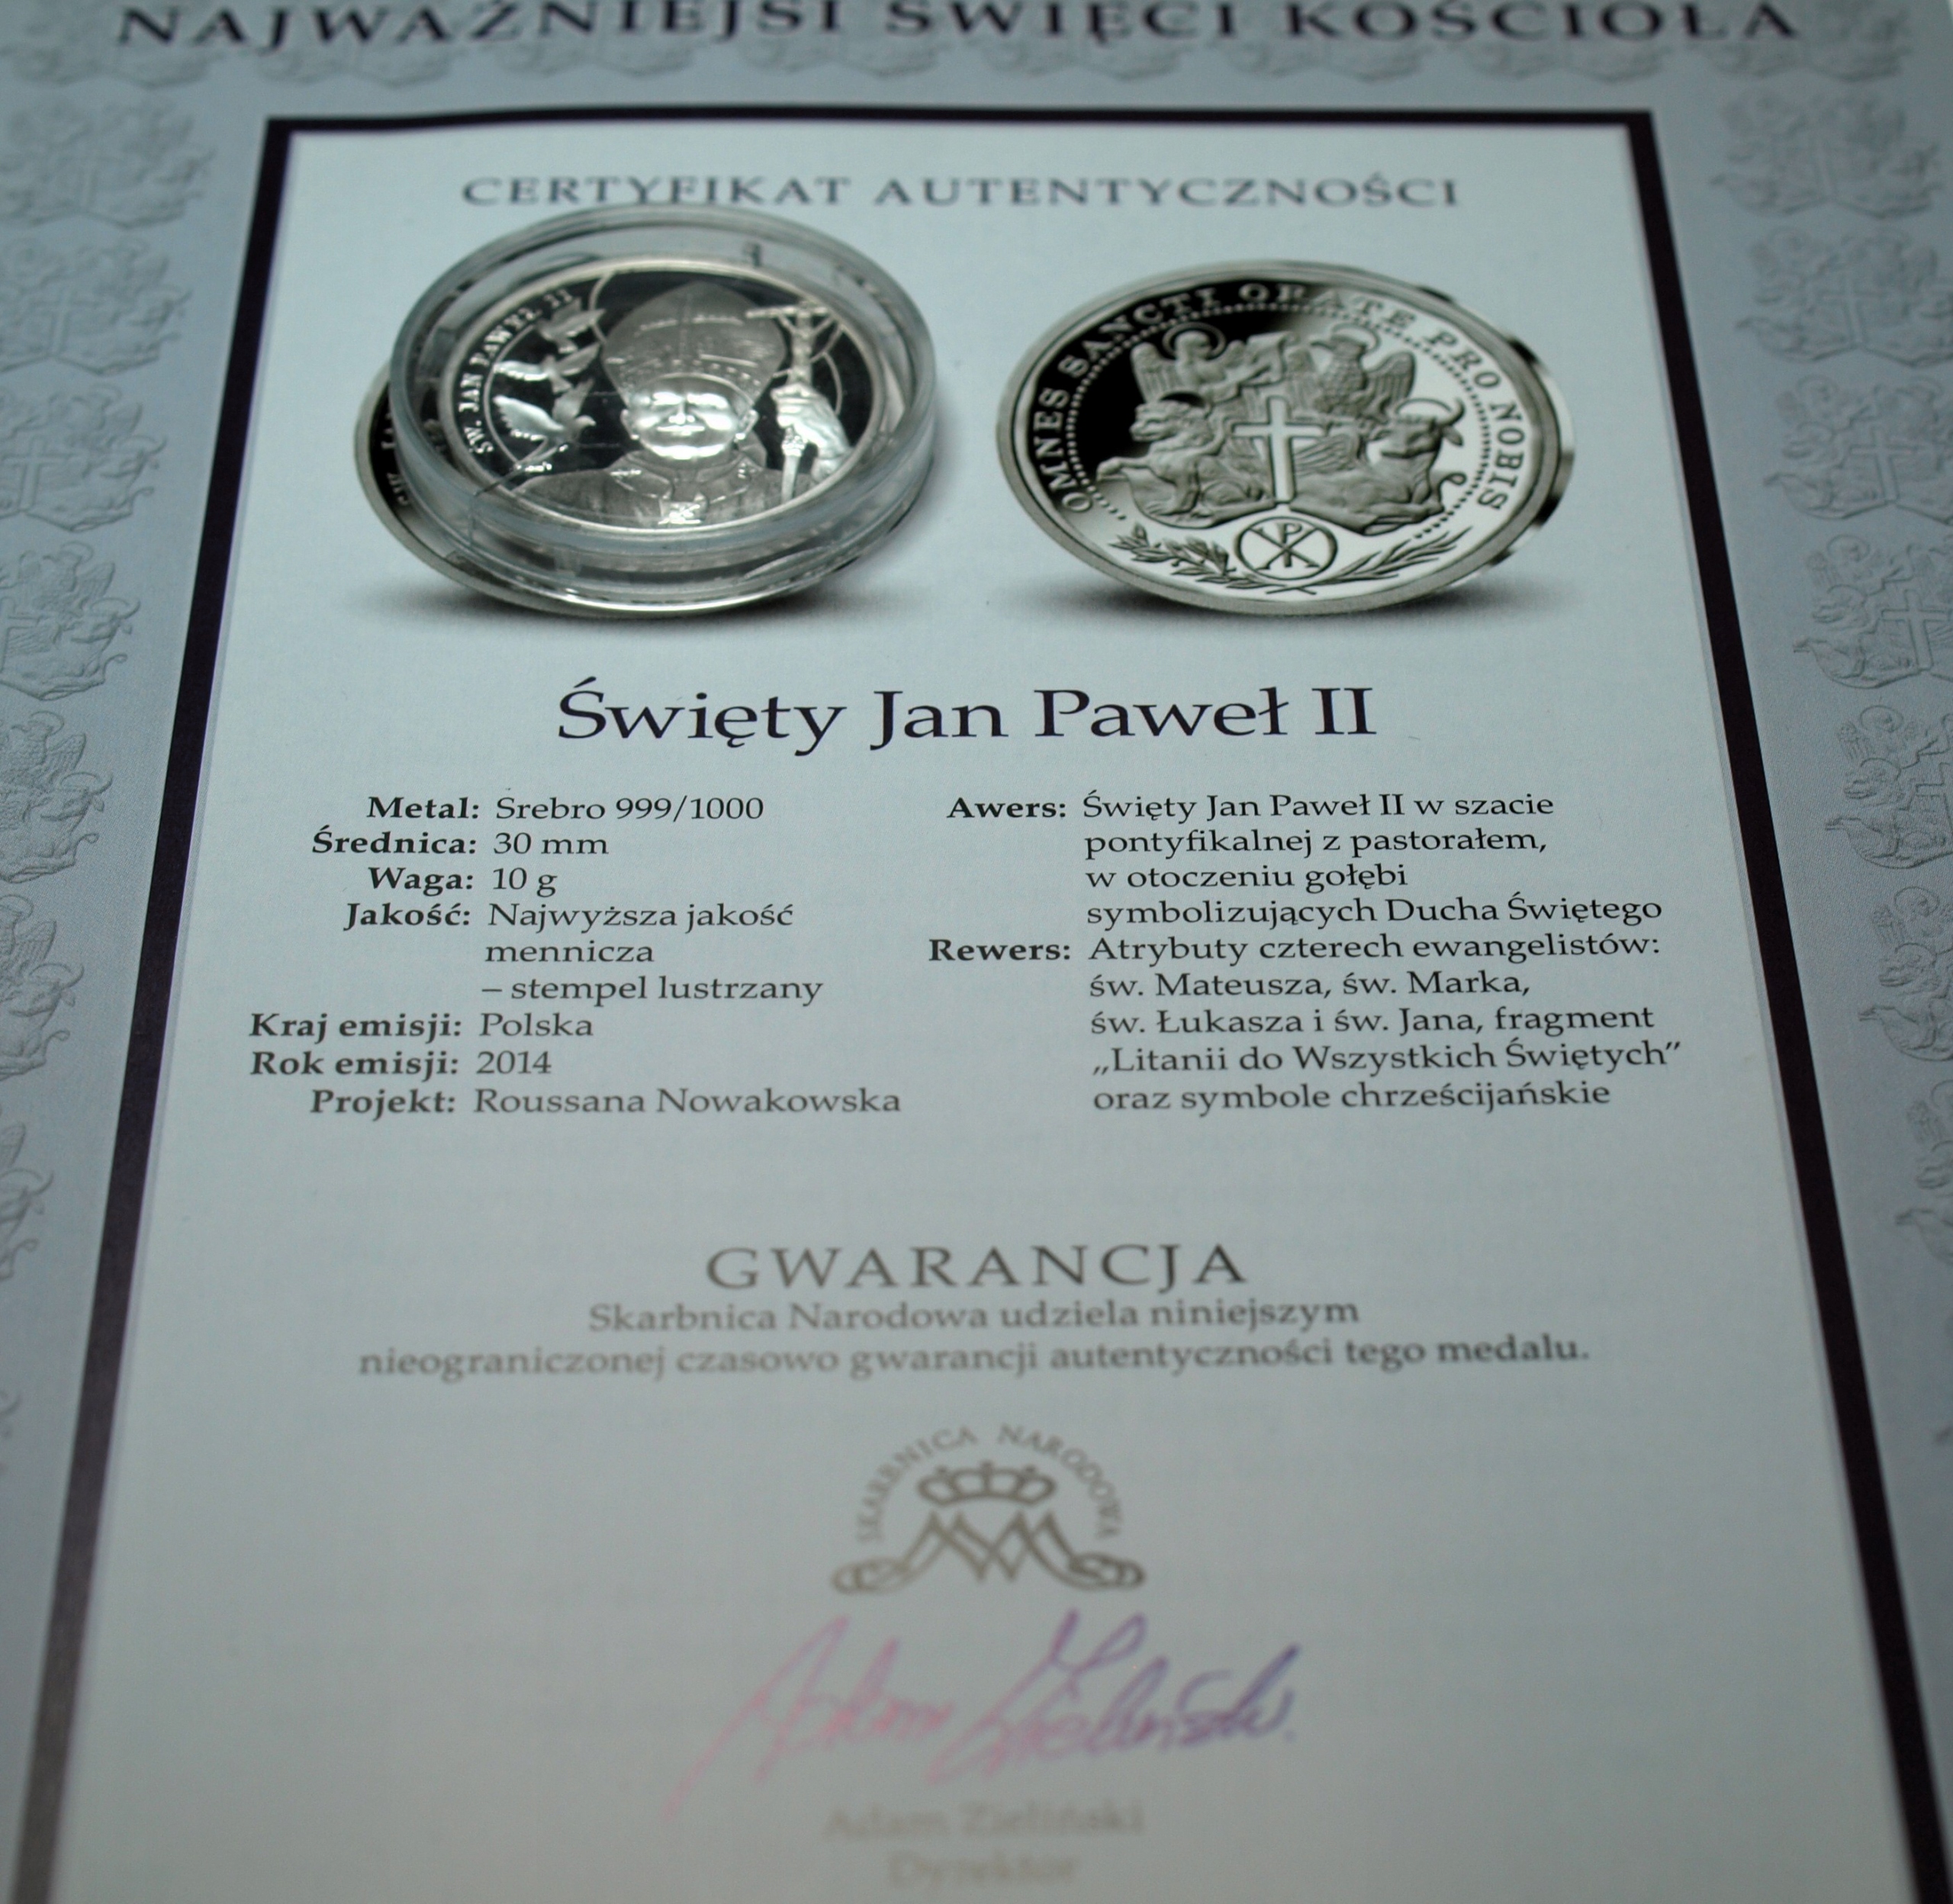 NAJWAŻNIEJSI ŚWIĘCI KOŚCIOŁA
CERTYFIKAT AUTENTYCZNOŚCI
ŚW. JAN PAWEŁ II
OMNES SANCTI ORATE PRO NOBIS
Święty Jan Paweł II
Metal: Srebro 999/1000
Średnica: 30 mm
Waga: 10 g
Jakość: Najwyższa jakość
mennicza
– stempel lustrzany
Kraj emisji: Polska
Rok emisji: 2014
Projekt: Roussana Nowakowska
Awers: Święty Jan Paweł II w szacie
pontyfikalnej z pastorałem,
w otoczeniu gołębi
symbolizujących Ducha Świętego
Rewers: Atrybuty czterech ewangelistów:
św. Mateusza, św. Marka,
św. Łukasza i św. Jana, fragment
„Litanii do Wszystkich Świętych”
oraz symbole chrześcijańskie
GWARANCJA
Skarbnica Narodowa udziela niniejszym
nieograniczonej czasowo gwarancji autentyczności tego medalu.
SKARBNICA NARODOWA
Adam Zieliński
Adam Zieliński
Dyrektor